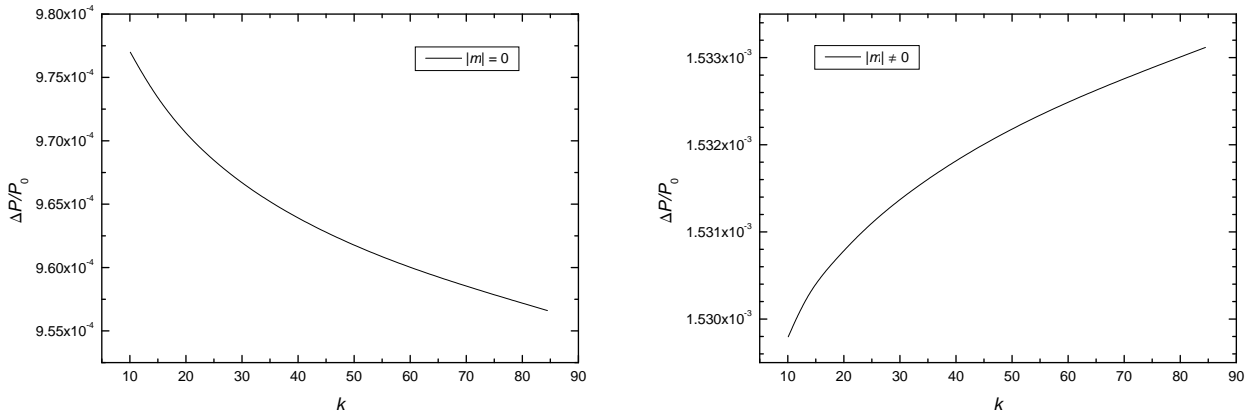 9.80x10⁻⁴
9.75x10⁻⁴
9.70x10⁻⁴
9.65x10⁻⁴
9.60x10⁻⁴
9.55x10⁻⁴
ΔP/P₀
|m| = 0
10 20 30 40 50 60 70 80 90
k
1.533x10⁻³
1.532x10⁻³
1.531x10⁻³
1.530x10⁻³
ΔP/P₀
|m| ≠ 0
10 20 30 40 50 60 70 80 90
k